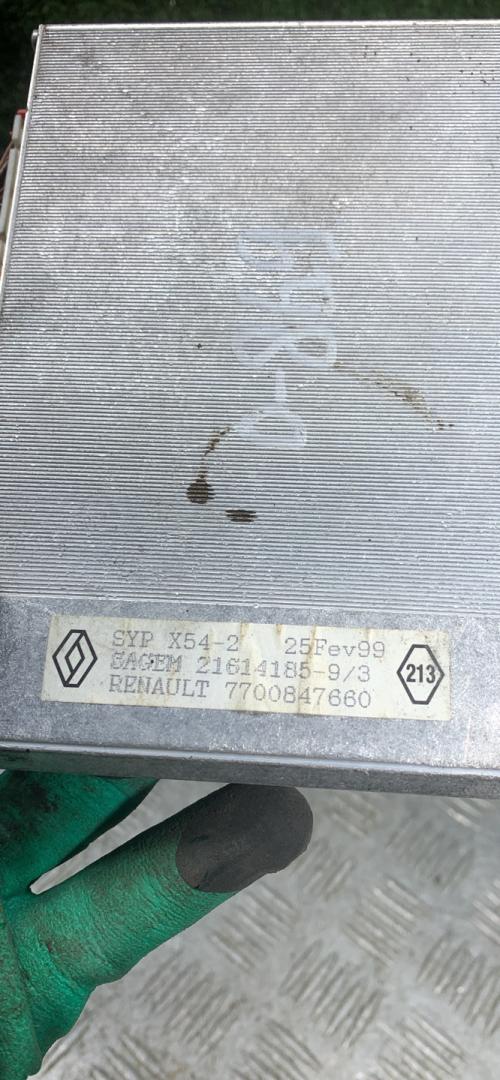 SYP X54-2 25Fev99
SAGEM 21614185-9/3
RENAULT 7700847660
213